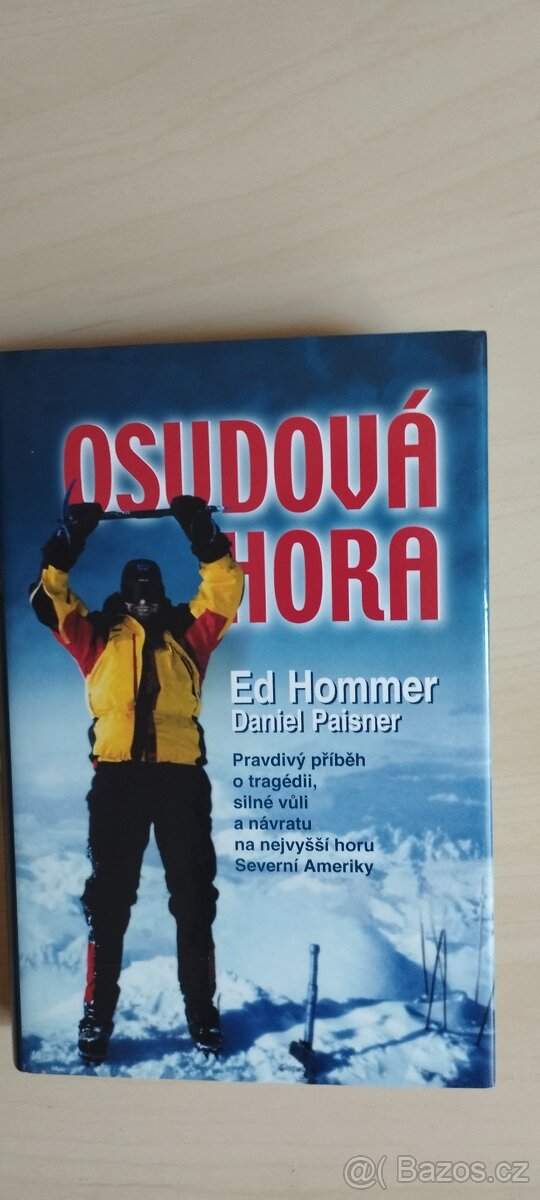 OSUDOVÁ
HORA
Ed Hommer
Daniel Paisner
Pravdivý příběh
o tragédii,
silné vůli
a návratu
na nejvyšší horu
Severní Ameriky
@( Bazos.cz